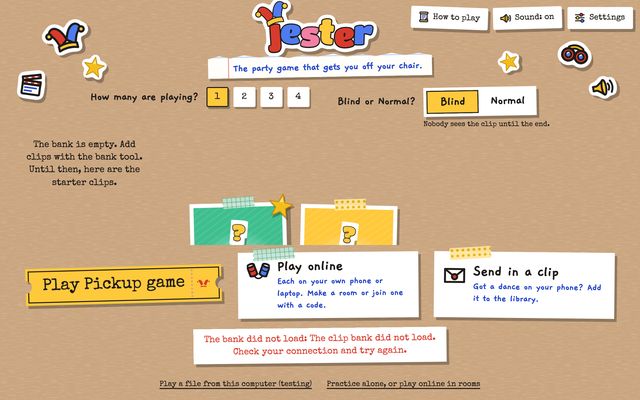 How to play
Sound: on
Settings
jester
The party game that gets you off your chair.
How many are playing?
1
2
3
4
Blind or Normal?
Blind
Normal
Nobody sees the clip until the end.
The bank is empty. Add
clips with the bank tool.
Until then, here are the
starter clips.
?
?
Play Pickup game
Play online
Each on your own phone or
laptop. Make a room or join one
with a code.
Send in a clip
Got a dance on your phone? Add
it to the library.
The bank did not load: The clip bank did not load.
Check your connection and try again.
Play a file from this computer (testing)
Practice alone, or play online in rooms